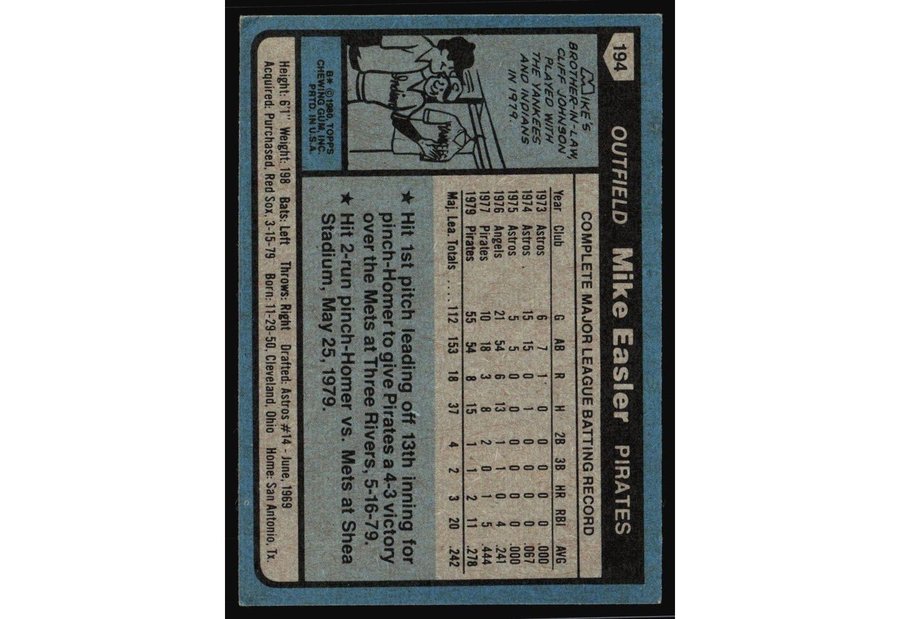 194 OUTFIELD Mike Easler PIRATES
MIKE'S
BROTHER-IN-LAW,
CLIFF JOHNSON
PLAYED WITH
THE YANKEES
AND INDIANS
IN 1979.
Indians
YANKEES
B* © 1980 TOPPS
CHEWING GUM, INC.
PRTD. IN U.S.A.
COMPLETE MAJOR LEAGUE BATTING RECORD
Year Club G AB R H 2B 3B HR RBI AVG
1973 Astros 6 7 1 0 0 0 0 0 .000
1974 Astros 15 15 0 1 0 0 0 0 .067
1975 Astros 5 5 0 0 0 0 0 0 .000
1976 Angels 21 54 6 13 1 1 0 4 .241
1977 Pirates 10 18 3 8 2 0 1 5 .444
1979 Pirates 55 54 8 15 1 1 2 11 .278
Maj. Lea. Totals .... 112 153 18 37 4 2 3 20 .242
★ Hit 1st pitch leading off 13th inning for
pinch-Homer to give Pirates a 4-3 victory
over the Mets at Three Rivers, 5-16-79.
★ Hit 2-run pinch-Homer vs. Mets at Shea
Stadium, May 25, 1979.
Height: 6'1" Weight: 198 Bats: Left Throws: Right Drafted: Astros #14 - June, 1969
Acquired: Purchased, Red Sox, 3-15-79 Born: 11-29-50, Cleveland, Ohio Home: San Antonio, Tx.